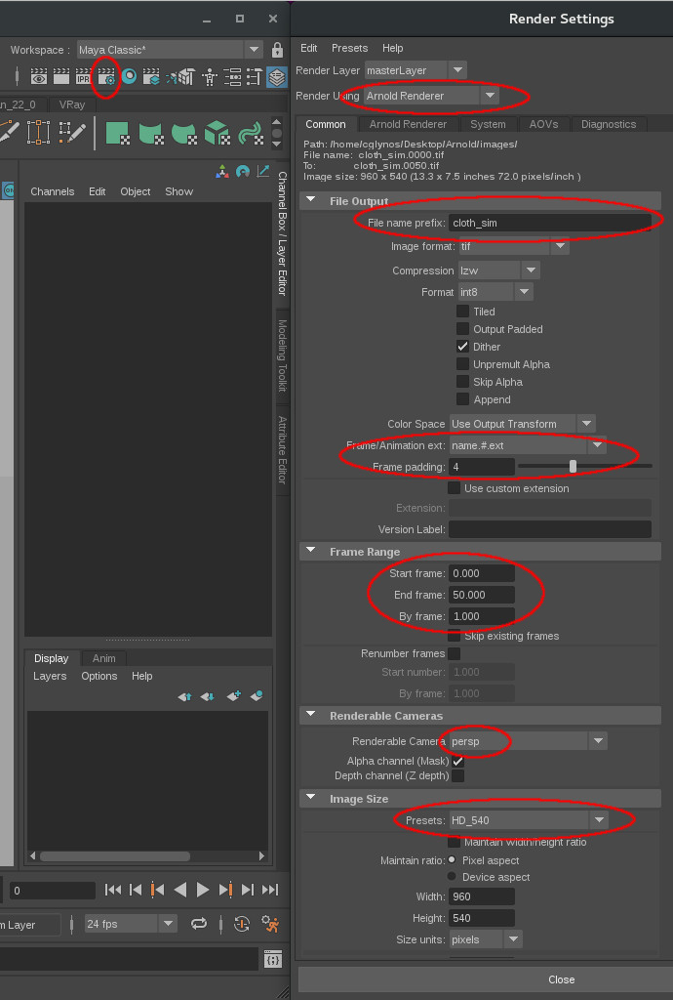 Workspace : Maya Classic*
IPR
n_22_0 VRay
Channels Edit Object Show
Channel Box / Layer Editor
Modeling Toolkit
Attribute Editor
Display Anim
Layers Options Help
0
m Layer 24 fps
Render Settings
Edit Presets Help
Render Layer masterLayer
Render Using Arnold Renderer
Common Arnold Renderer System AOVs Diagnostics
Path: /home/cglynos/Desktop/Arnold/images/
File name: cloth_sim.0000.tif
To: cloth_sim.0050.tif
Image size: 960 x 540 (13.3 x 7.5 inches 72.0 pixels/inch )
File Output
File name prefix: cloth_sim
Image format: tif
Compression lzw
Format int8
Tiled
Output Padded
Dither
Unpremult Alpha
Skip Alpha
Append
Color Space Use Output Transform
Frame/Animation ext: name.#.ext
Frame padding: 4
Use custom extension
Extension:
Version Label:
Frame Range
Start frame: 0.000
End frame: 50.000
By frame: 1.000
Skip existing frames
Renumber frames
Start number: 1.000
By frame: 1.000
Renderable Cameras
Renderable Camera persp
Alpha channel (Mask)
Depth channel (Z depth)
Image Size
Presets: HD_540
Maintain width/height ratio
Maintain ratio: Pixel aspect
Device aspect
Width: 960
Height: 540
Size units: pixels
Close